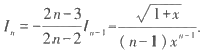 I_n = - \frac{2n-3}{2n-2} I_{n-1} = \frac{\sqrt{1+x}}{(n-1)x^{n-1}}.